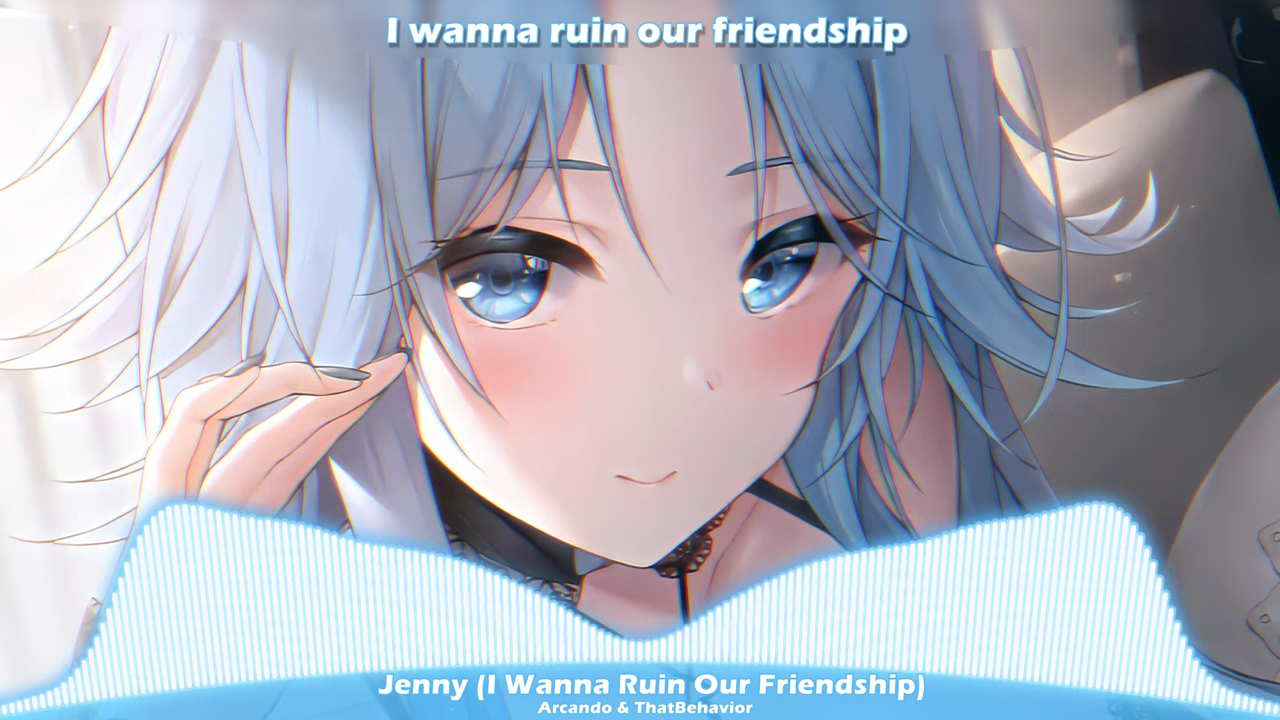 I wanna ruin our friendship
Jenny (I Wanna Ruin Our Friendship)
Arcando & ThatBehavior